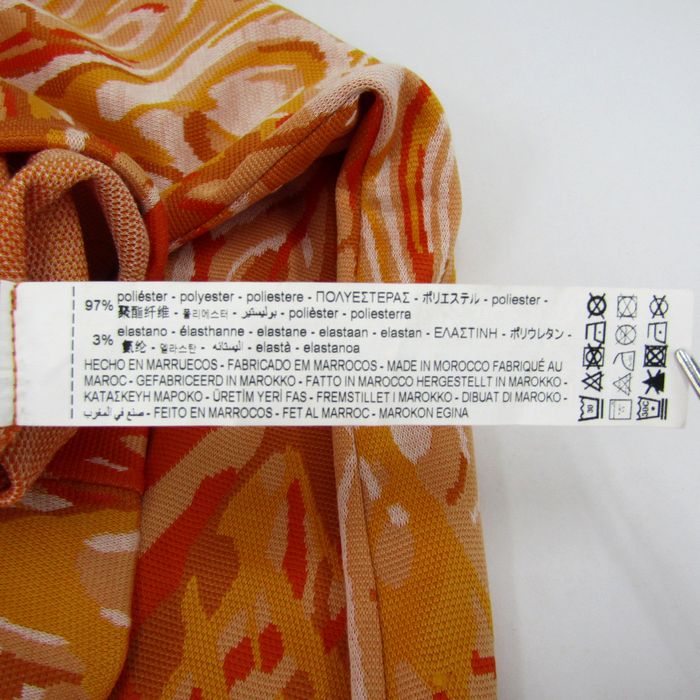 97% poliéster - polyester - poliestere - ΠΟΛΥΕΣΤΕΡΑΣ - ポリエステル - poliester -
聚酯纤维 - 폴리에스터 - بوليستير - polièster - poliesterra
3% elastano - élasthanne - elastane - elastaan - elastan - ΕΛΑΣΤΙΝΗ - ポリウレタン -
氨纶 - 엘라스탄 - اليستانه - elastà - elastanoa
HECHO EN MARRUECOS - FABRICADO EM MARROCOS - MADE IN MOROCCO FABRIQUÉ AU
MAROC - GEFABRICEERD IN MAROKKO - FATTO IN MAROCCO HERGESTELLT IN MAROKKO-
ΚΑΤΑΣΚΕΥΗ ΜΑΡΟΚΟ - ÜRETİM YERİ FAS - FREMSTILLET I MAROKKO - DIBUAT DI MAROKO-
صنع في المغرب - FEITO EN MARROCOS - FET AL MARROC - MAROKON EGINA